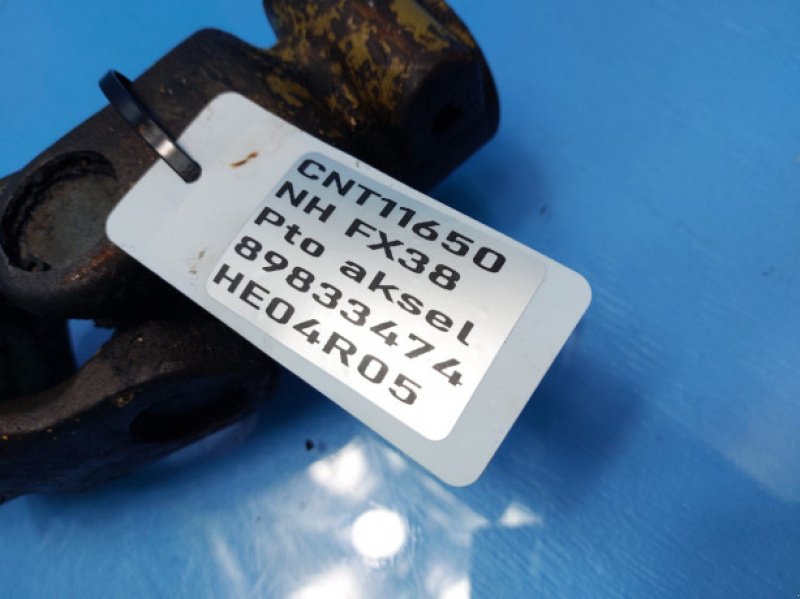 CNT11650
NH FX38
Pto aksel
89833474
HE04R05